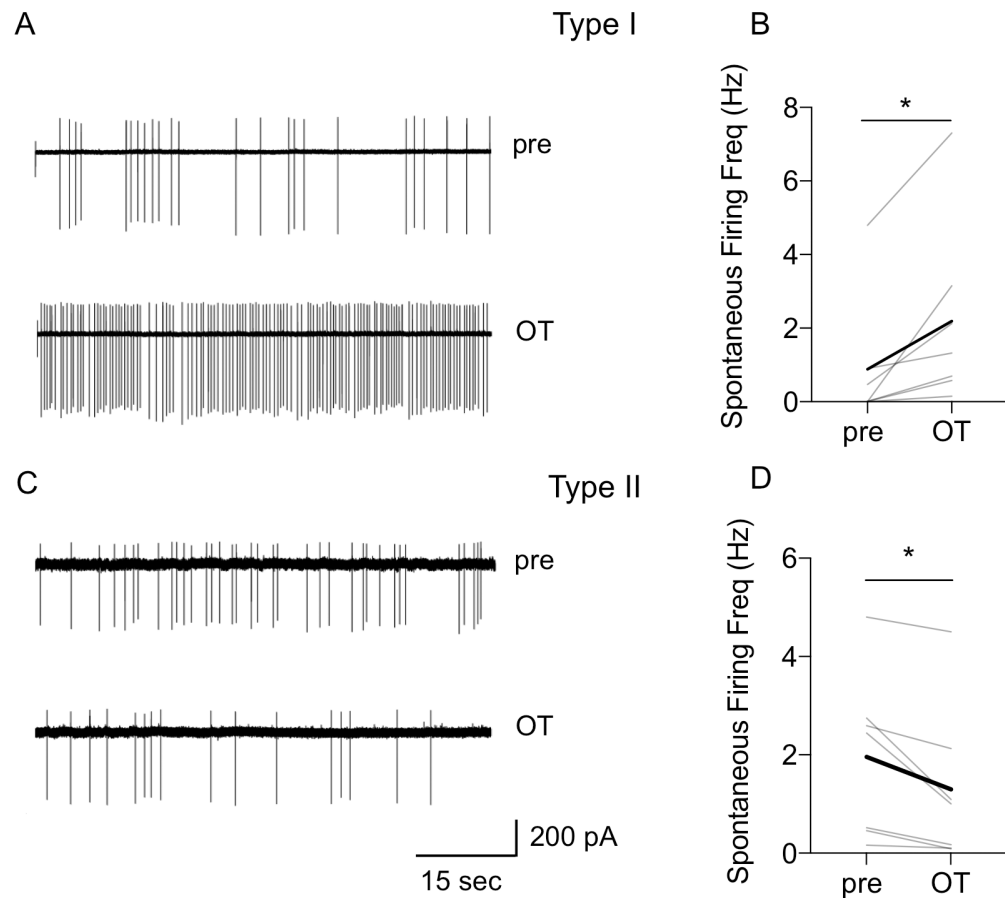 A
Type I
pre
OT
B
Spontaneous Firing Freq (Hz)
*
8
6
4
2
0
pre
OT
C
Type II
pre
OT
200 pA
15 sec
D
Spontaneous Firing Freq (Hz)
*
6
4
2
0
pre
OT